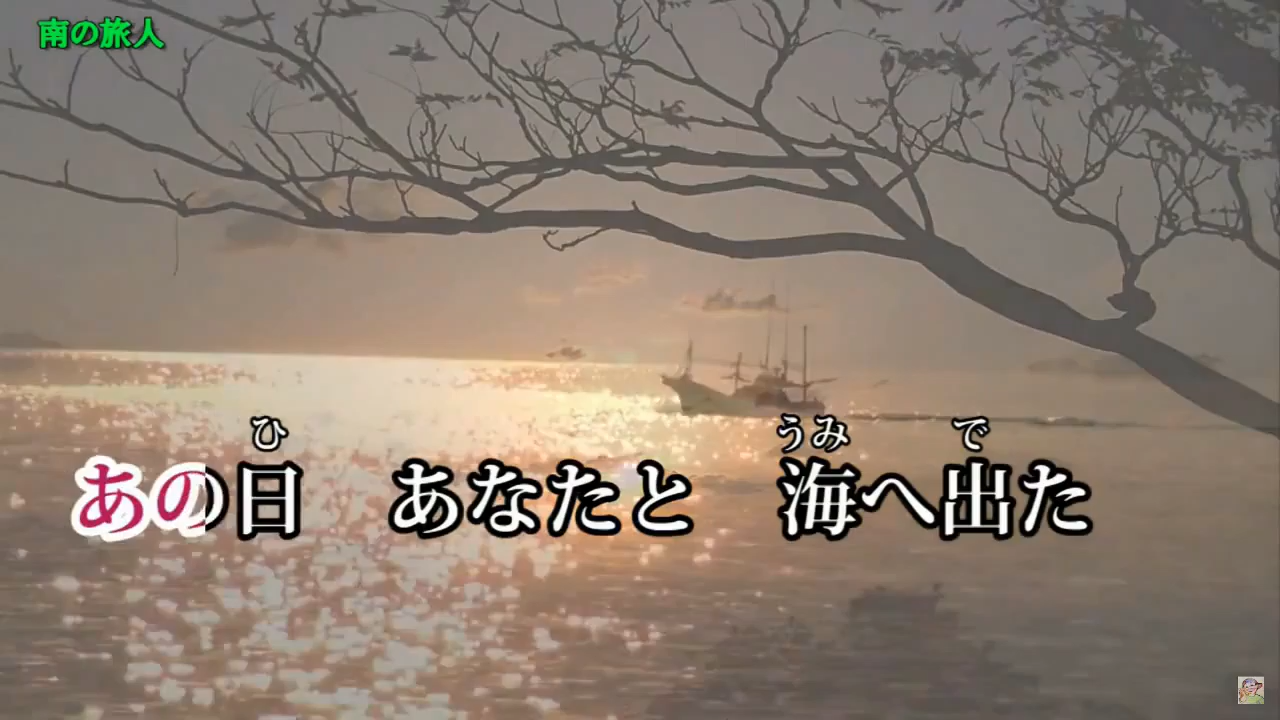 南の旅人
ひ うみ で
あの日 あなたと 海へ出た